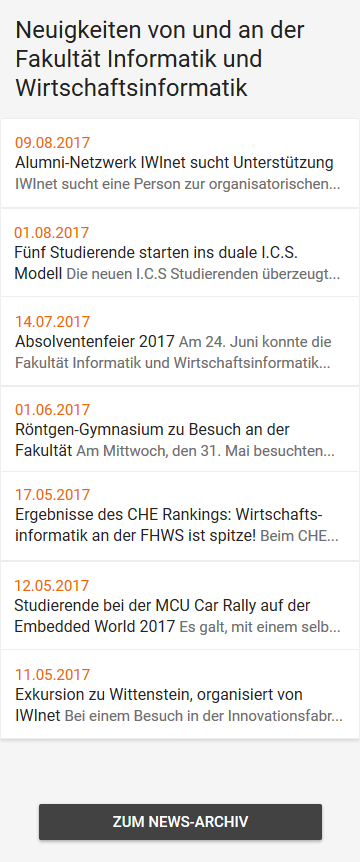 Neuigkeiten von und an der
Fakultät Informatik und
Wirtschaftsinformatik
09.08.2017
Alumni-Netzwerk IWInet sucht Unterstützung
IWInet sucht eine Person zur organisatorischen...
01.08.2017
Fünf Studierende starten ins duale I.C.S.
Modell Die neuen I.C.S Studierenden überzeugt...
14.07.2017
Absolventenfeier 2017 Am 24. Juni konnte die
Fakultät Informatik und Wirtschaftsinformatik...
01.06.2017
Röntgen-Gymnasium zu Besuch an der
Fakultät Am Mittwoch, den 31. Mai besuchten...
17.05.2017
Ergebnisse des CHE Rankings: Wirtschafts-
informatik an der FHWS ist spitze! Beim CHE...
12.05.2017
Studierende bei der MCU Car Rally auf der
Embedded World 2017 Es galt, mit einem selb...
11.05.2017
Exkursion zu Wittenstein, organisiert von
IWInet Bei einem Besuch in der Innovationsfabr...
ZUM NEWS-ARCHIV